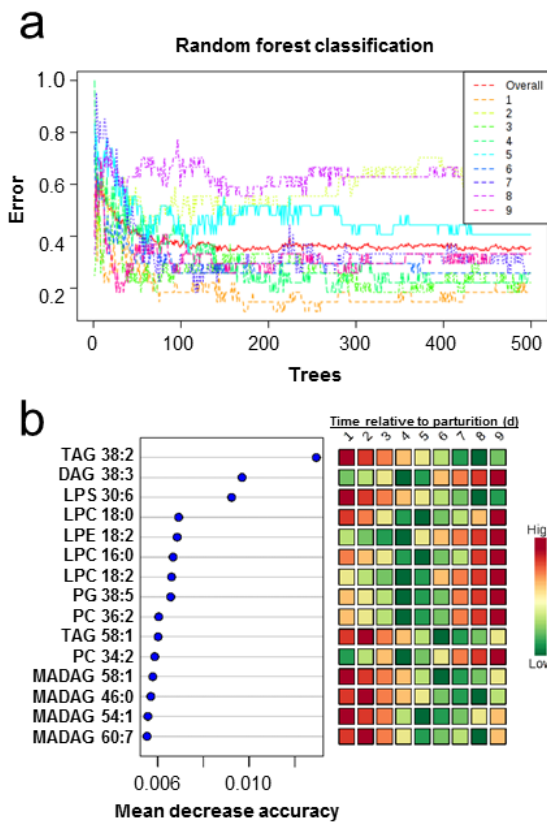 a
Random forest classification
Error
1.0
0.8
0.6
0.4
0.2
0 100 200 300 400 500
Trees
Overall
1
2
3
4
5
6
7
8
9
b
Time relative to parturition (d)
1 2 3 4 5 6 7 8 9
TAG 38:2
DAG 38:3
LPS 30:6
LPC 18:0
LPE 18:2
LPC 16:0
LPC 18:2
PG 38:5
PC 36:2
TAG 58:1
PC 34:2
MADAG 58:1
MADAG 46:0
MADAG 54:1
MADAG 60:7
0.006 0.010
Mean decrease accuracy
High
Low